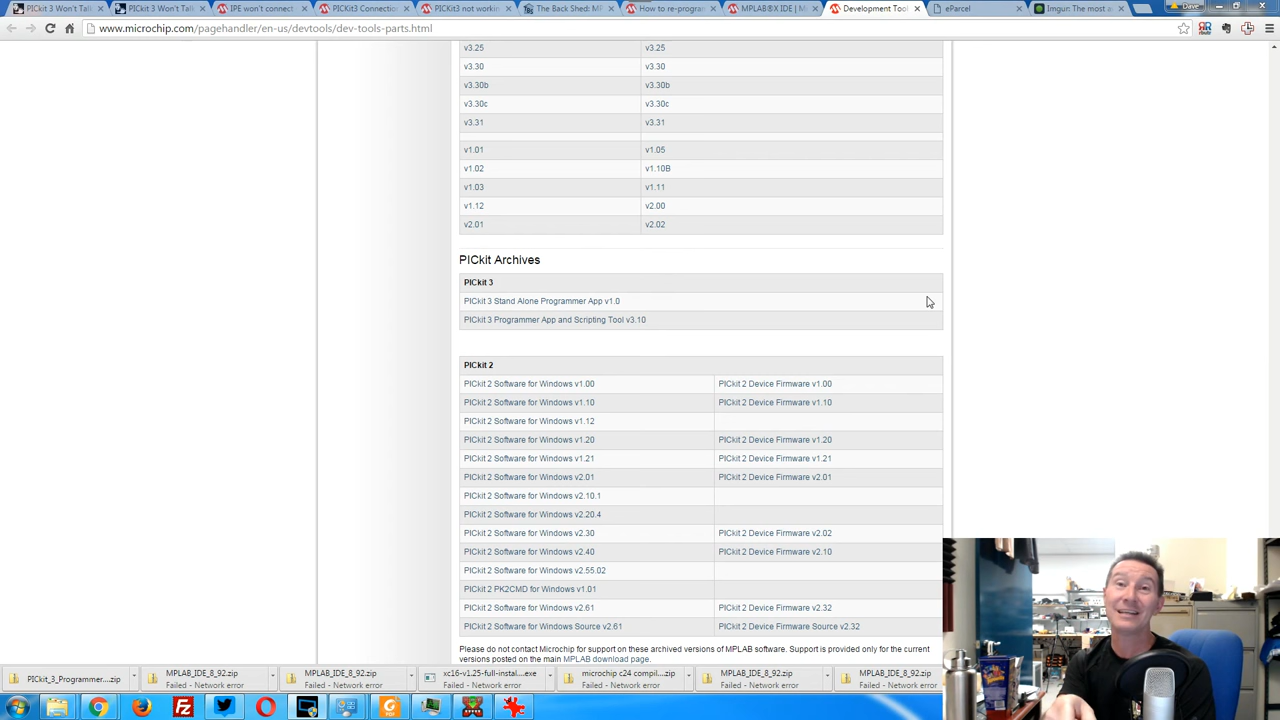 PICkit 3 Won't Talk
PICkit 3 Won't Talk
IPE won't connect
PICKit3 Connection
PICKit3 not working
The Back Shed: MP
How to re-program
MPLAB®X IDE | M
Development Tool
eParcel
Imgur: The most a
Dave
www.microchip.com/pagehandler/en-us/devtools/dev-tools-parts.html
v3.25 v3.25
v3.30 v3.30
v3.30b v3.30b
v3.30c v3.30c
v3.31 v3.31
v1.01 v1.05
v1.02 v1.10B
v1.03 v1.11
v1.12 v2.00
v2.01 v2.02
PICkit Archives
PICkit 3
PICkit 3 Stand Alone Programmer App v1.0
PICkit 3 Programmer App and Scripting Tool v3.10
PICkit 2
PICkit 2 Software for Windows v1.00 PICkit 2 Device Firmware v1.00
PICkit 2 Software for Windows v1.10 PICkit 2 Device Firmware v1.10
PICkit 2 Software for Windows v1.12
PICkit 2 Software for Windows v1.20 PICkit 2 Device Firmware v1.20
PICkit 2 Software for Windows v1.21 PICkit 2 Device Firmware v1.21
PICkit 2 Software for Windows v2.01 PICkit 2 Device Firmware v2.01
PICkit 2 Software for Windows v2.10.1
PICkit 2 Software for Windows v2.20.4
PICkit 2 Software for Windows v2.30 PICkit 2 Device Firmware v2.02
PICkit 2 Software for Windows v2.40 PICkit 2 Device Firmware v2.10
PICkit 2 Software for Windows v2.55.02
PICkit 2 PK2CMD for Windows v1.01
PICkit 2 Software for Windows v2.61 PICkit 2 Device Firmware v2.32
PICkit 2 Software for Windows Source v2.61 PICkit 2 Device Firmware Source v2.32
Please do not contact Microchip for support on these archived versions of MPLAB software. Support is provided only for the current
versions posted on the main MPLAB download page.
PICkit_3_Programmer....zip
MPLAB_IDE_8_92.zip
Failed - Network error
MPLAB_IDE_8_92.zip
Failed - Network error
xc16-v1.25-full-instal....exe
Failed - Network error
microchip c24 compil....zip
Failed - Network error
MPLAB_IDE_8_92.zip
Failed - Network error
MPLAB_IDE_8_92.zip
Failed - Network error